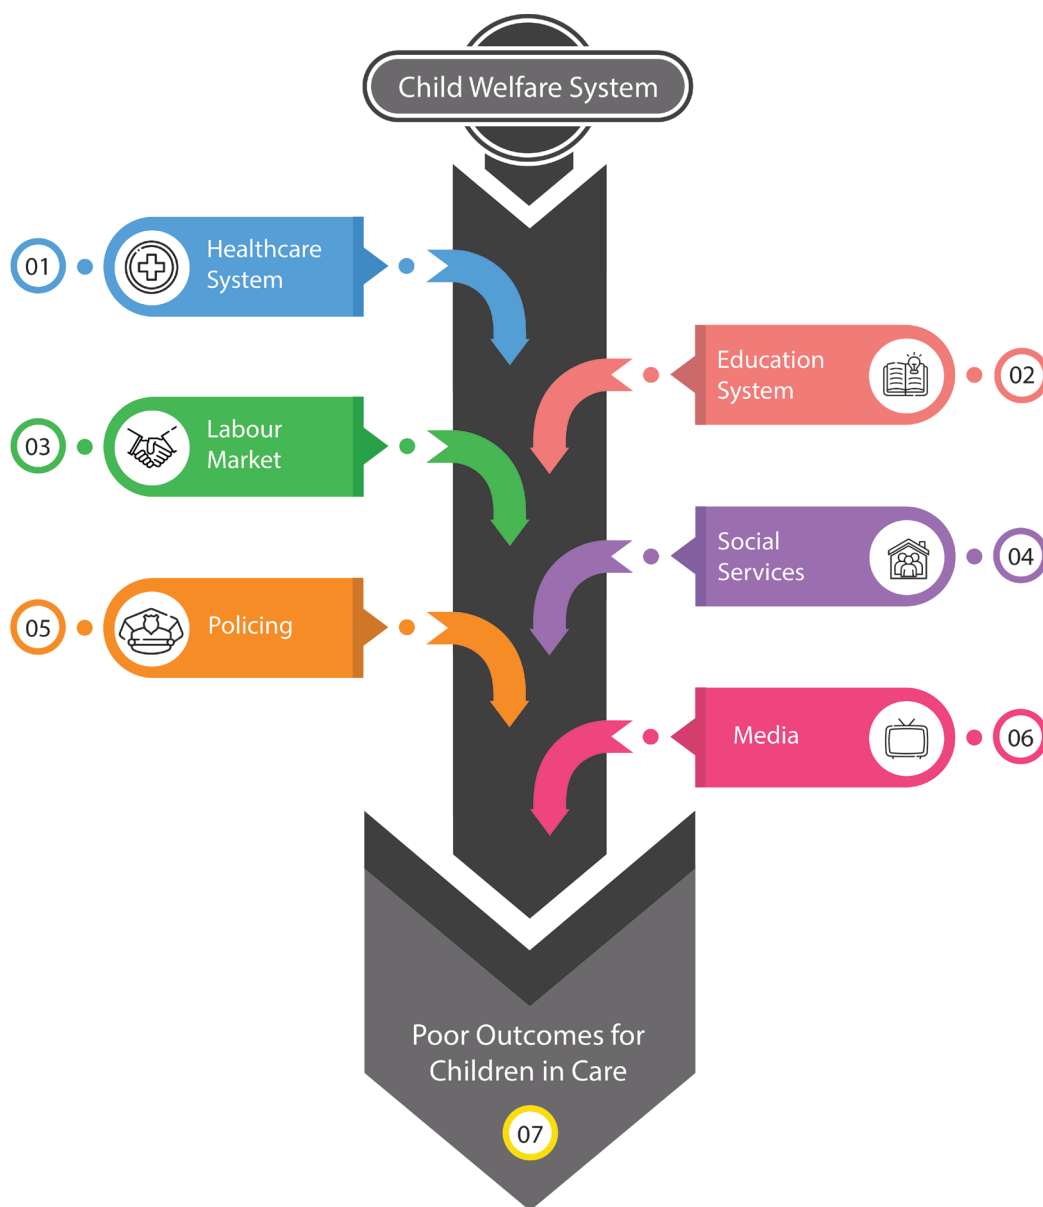 Child Welfare System
01
Healthcare
System
Education
System
02
03
Labour
Market
Social
Services
04
05
Policing
Media
06
Poor Outcomes for
Children in Care
07